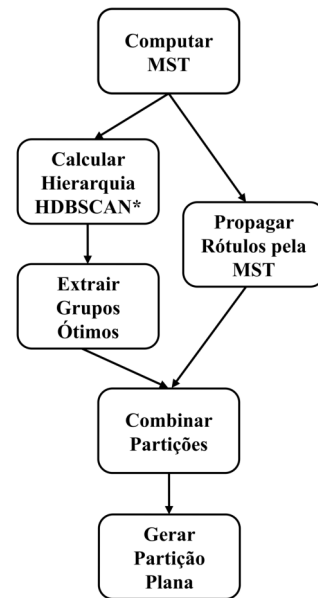 Computar
MST
Calcular
Hierarquia
HDBSCAN*
Propagar
Rótulos pela
MST
Extrair
Grupos
Ótimos
Combinar
Partições
Gerar
Partição
Plana